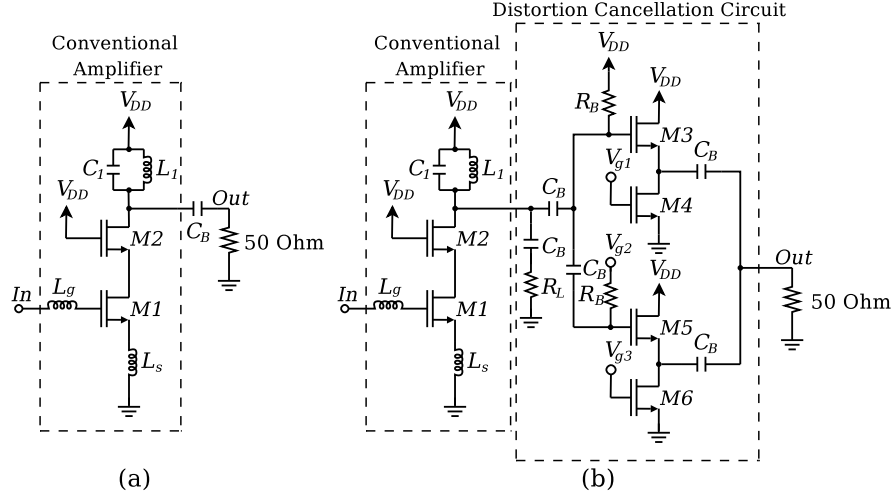 Distortion Cancellation Circuit
Conventional
Amplifier
V_DD
C_1
L_1
V_DD
Out
M2
C_B
50 Ohm
In
L_g
M1
L_s
(a)
Conventional
Amplifier
V_DD
C_1
L_1
V_DD
M2
In
L_g
M1
L_s
C_B
C_B
R_L
V_DD
R_B
V_DD
M3
C_B
V_g1
M4
V_g2
C_B
R_B
V_DD
M5
C_B
V_g3
M6
Out
50 Ohm
(b)